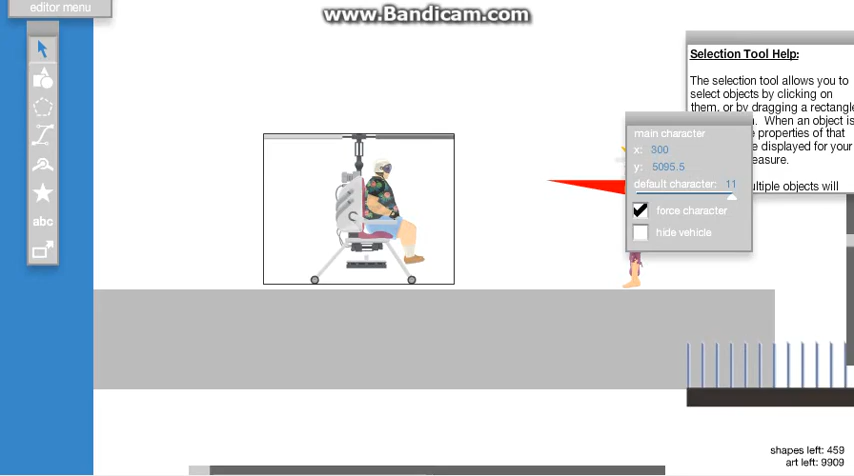 www.Bandicam.com
editor menu
Selection Tool Help:
The selection tool allows you to
select objects by clicking on
them, or by dragging a rectangle
When an object is
properties of that
displayed for your
multiple objects will
main character
x: 300
y: 5095.5
default character: 11
force character
hide vehicle
abc
shapes left: 459
art left: 9909